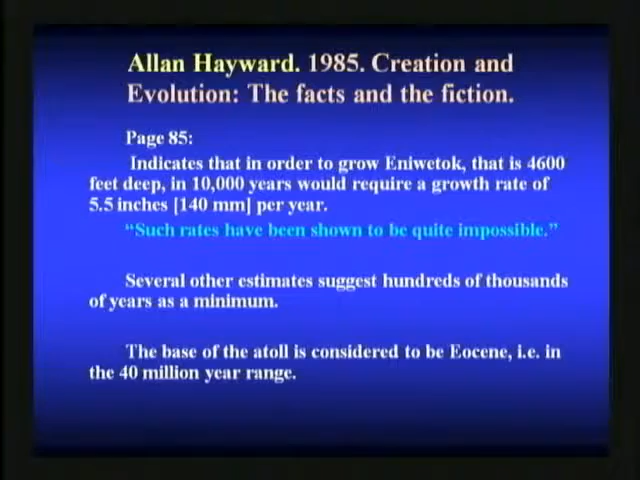 Allan Hayward. 1985. Creation and
Evolution: The facts and the fiction.
Page 85:
Indicates that in order to grow Eniwetok, that is 4600
feet deep, in 10,000 years would require a growth rate of
5.5 inches [140 mm] per year.
“Such rates have been shown to be quite impossible.”
Several other estimates suggest hundreds of thousands
of years as a minimum.
The base of the atoll is considered to be Eocene, i.e. in
the 40 million year range.